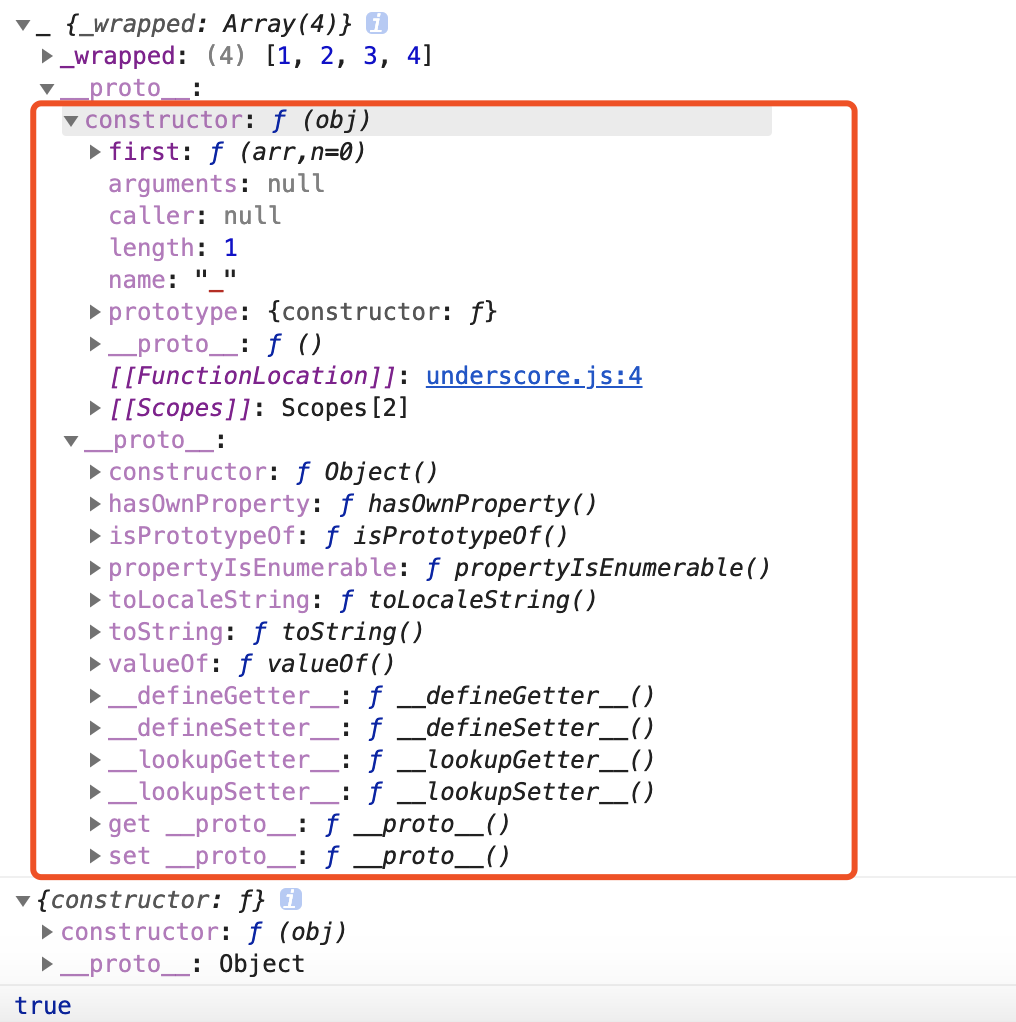 ▼_ {_wrapped: Array(4)} i
▶_wrapped: (4) [1, 2, 3, 4]
▼__proto__:
▼constructor: ƒ (obj)
▶first: ƒ (arr,n=0)
arguments: null
caller: null
length: 1
name: "_"
▶prototype: {constructor: ƒ}
▶__proto__: ƒ ()
[[FunctionLocation]]: underscore.js:4
▶[[Scopes]]: Scopes[2]
▼__proto__:
▶constructor: ƒ Object()
▶hasOwnProperty: ƒ hasOwnProperty()
▶isPrototypeOf: ƒ isPrototypeOf()
▶propertyIsEnumerable: ƒ propertyIsEnumerable()
▶toLocaleString: ƒ toLocaleString()
▶toString: ƒ toString()
▶valueOf: ƒ valueOf()
▶__defineGetter__: ƒ __defineGetter__()
▶__defineSetter__: ƒ __defineSetter__()
▶__lookupGetter__: ƒ __lookupGetter__()
▶__lookupSetter__: ƒ __lookupSetter__()
▶get __proto__: ƒ __proto__()
▶set __proto__: ƒ __proto__()
▼{constructor: ƒ} i
▶constructor: ƒ (obj)
▶__proto__: Object
true